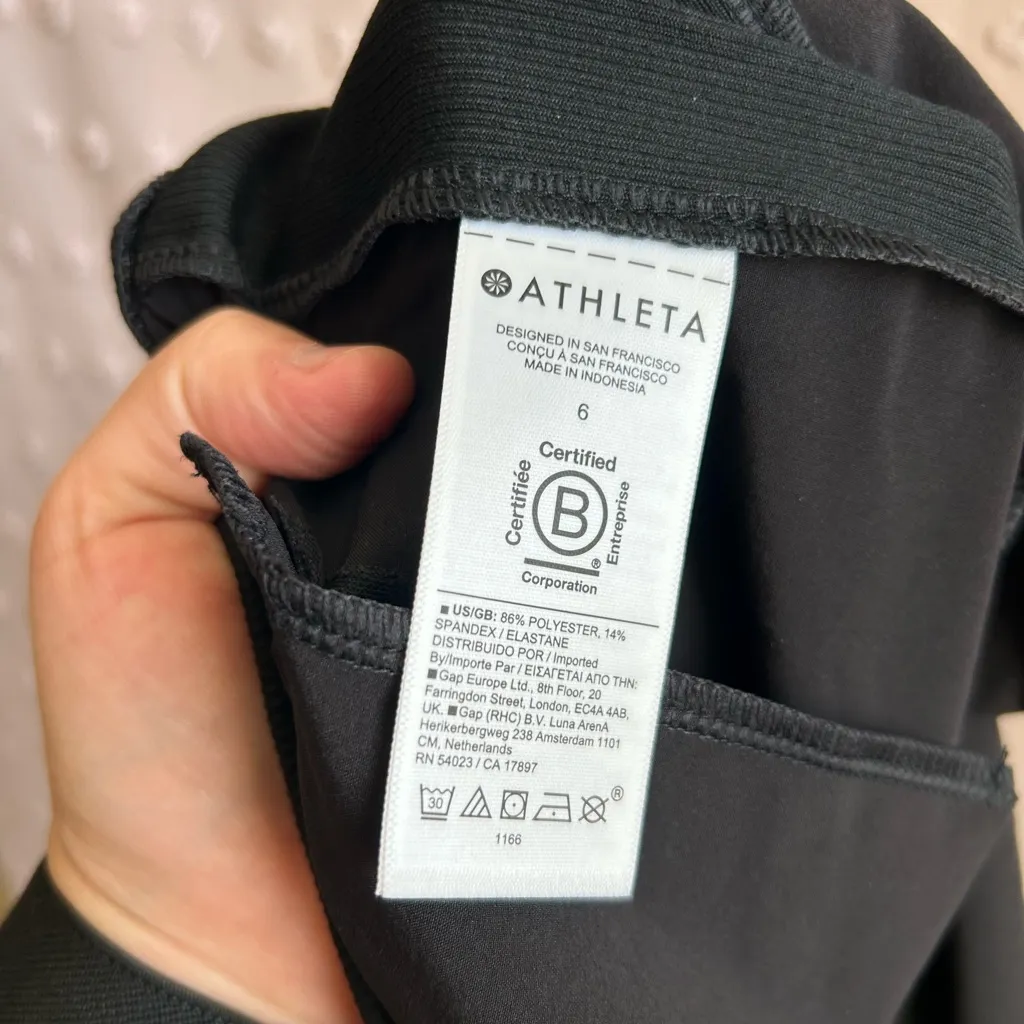 ATHLETA
DESIGNED IN SAN FRANCISCO
CONÇU À SAN FRANCISCO
MADE IN INDONESIA
6
Certified
Certifiée
B
Entreprise
®
Corporation
■ US/GB: 86% POLYESTER, 14%
SPANDEX / ELASTANE
DISTRIBUIDO POR / Imported
By/Importe Par / ΕΙΣΑΓΕΤΑΙ ΑΠΟ ΤΗΝ:
■Gap Europe Ltd., 8th Floor, 20
Farringdon Street, London, EC4A 4AB,
UK. ■Gap (RHC) B.V. Luna ArenA
Herikerbergweg 238 Amsterdam 1101
CM, Netherlands
RN 54023 / CA 17897
30 ®
1166